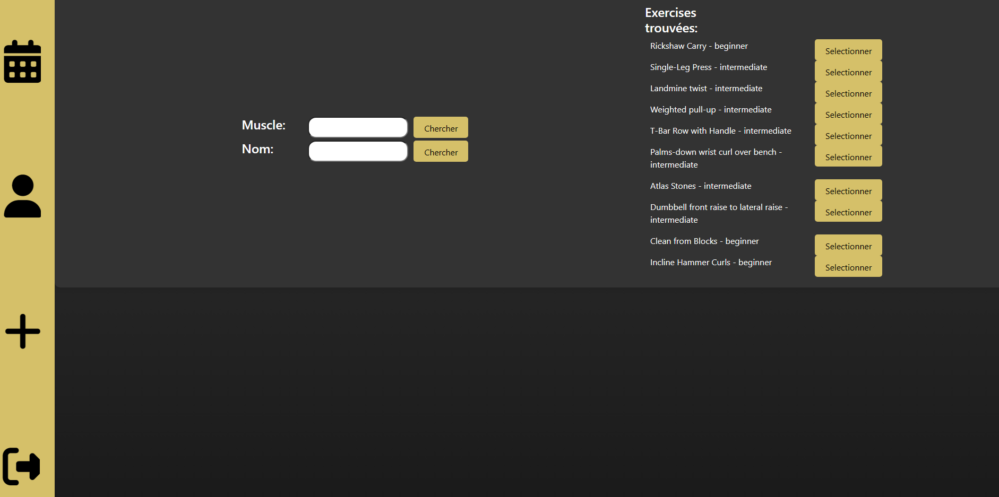 Muscle:
Chercher
Nom:
Chercher
Exercises
trouvées:
Rickshaw Carry - beginner
Selectionner
Single-Leg Press - intermediate
Selectionner
Landmine twist - intermediate
Selectionner
Weighted pull-up - intermediate
Selectionner
T-Bar Row with Handle - intermediate
Selectionner
Palms-down wrist curl over bench -
intermediate
Selectionner
Atlas Stones - intermediate
Selectionner
Dumbbell front raise to lateral raise -
intermediate
Selectionner
Clean from Blocks - beginner
Selectionner
Incline Hammer Curls - beginner
Selectionner